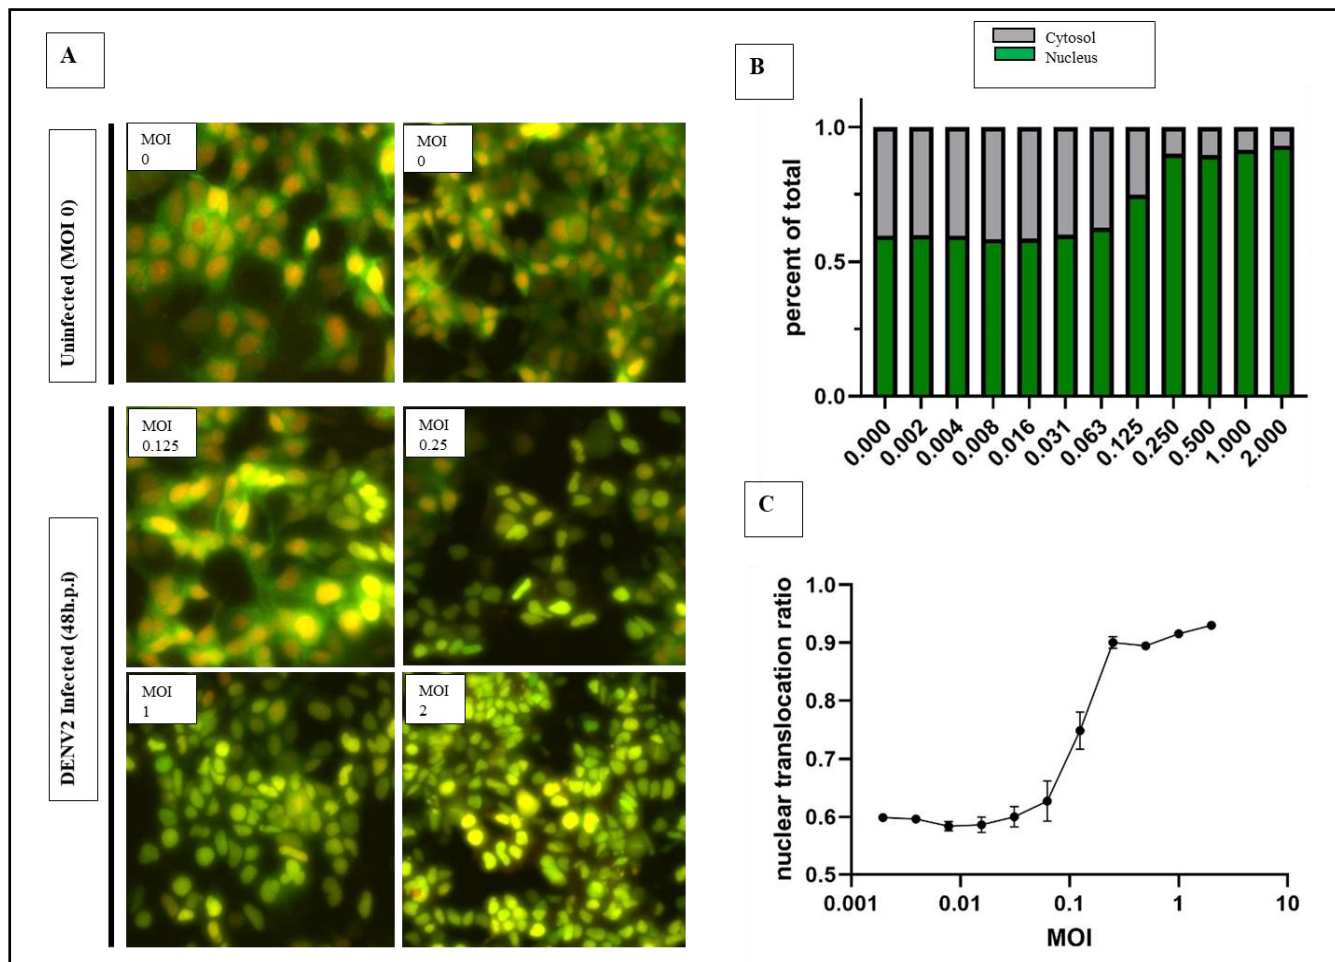 A
Uninfected (MOI 0)
MOI
0
MOI
0
DENV2 Infected (48h.p.i)
MOI
0.125
MOI
0.25
MOI
1
MOI
2
B
Cytosol
Nucleus
percent of total
1.0
0.5
0.0
0.000
0.002
0.004
0.008
0.016
0.031
0.063
0.125
0.250
0.500
1.000
2.000
C
nuclear translocation ratio
1.0
0.9
0.8
0.7
0.6
0.5
0.001
0.01
0.1
1
10
MOI